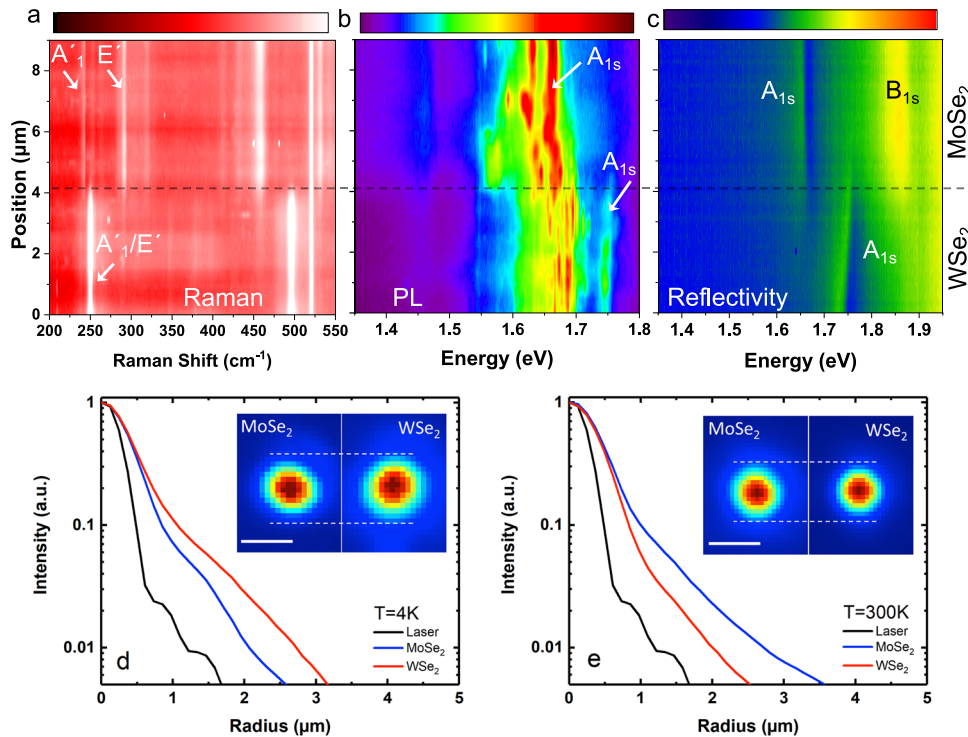 a
b
c
A´1 E´
A1s
A1s
B1s
MoSe2
8
6
4
2
0
Position (µm)
A1s
A´1/E´
A1s
WSe2
Raman
PL
Reflectivity
200 250 300 350 400 450 500 550
1.4 1.5 1.6 1.7 1.8
1.4 1.5 1.6 1.7 1.8 1.9
Raman Shift (cm-1)
Energy (eV)
Energy (eV)
1
0.1
0.01
Intensity (a.u.)
MoSe2
WSe2
T=4K
Laser
MoSe2
WSe2
d
0 1 2 3 4 5
Radius (µm)
1
0.1
0.01
Intensity (a.u.)
MoSe2
WSe2
T=300K
Laser
MoSe2
WSe2
e
0 1 2 3 4 5
Radius (µm)